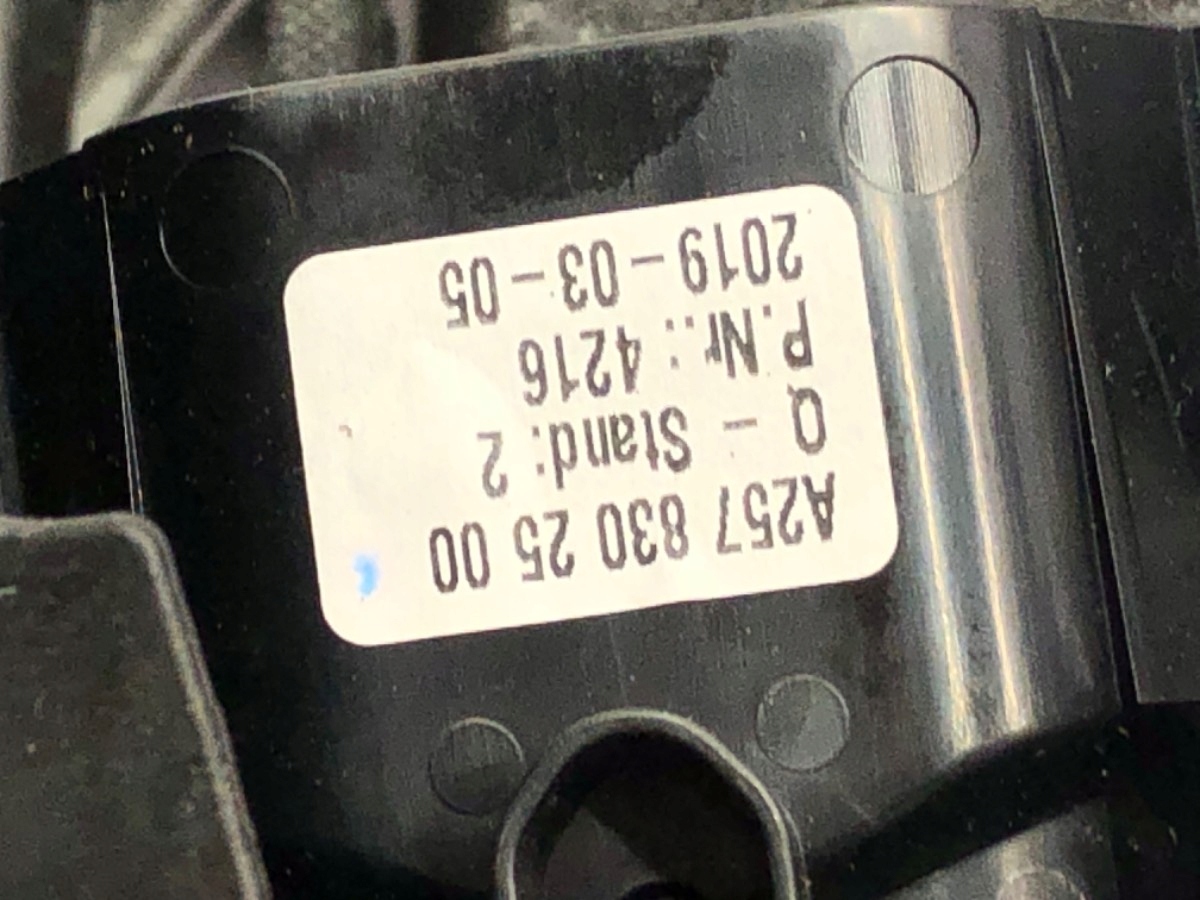 A257 830 25 00
Q - Stand: 2
P.Nr.: 4216
2019-03-05